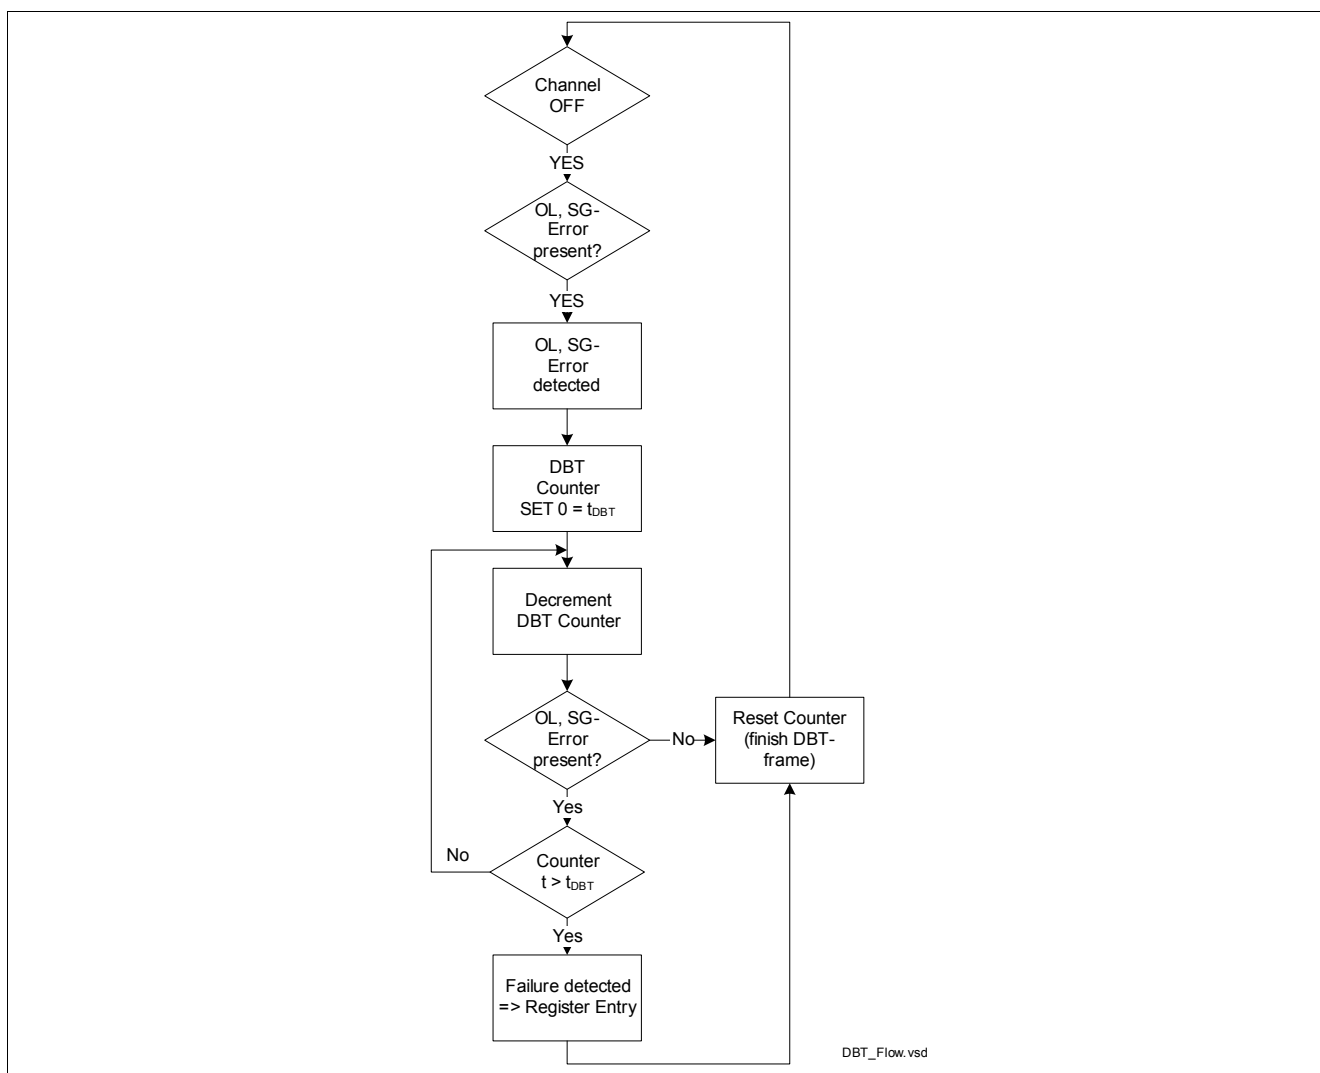 Channel
OFF
YES
OL, SG-
Error
present?
YES
OL, SG-
Error
detected
DBT
Counter
SET 0 = tDBT
Decrement
DBT Counter
OL, SG-
Error
present?
No
Reset Counter
(finish DBT-
frame)
Yes
No
Counter
t > tDBT
Yes
Failure detected
=> Register Entry
DBT_Flow.vsd